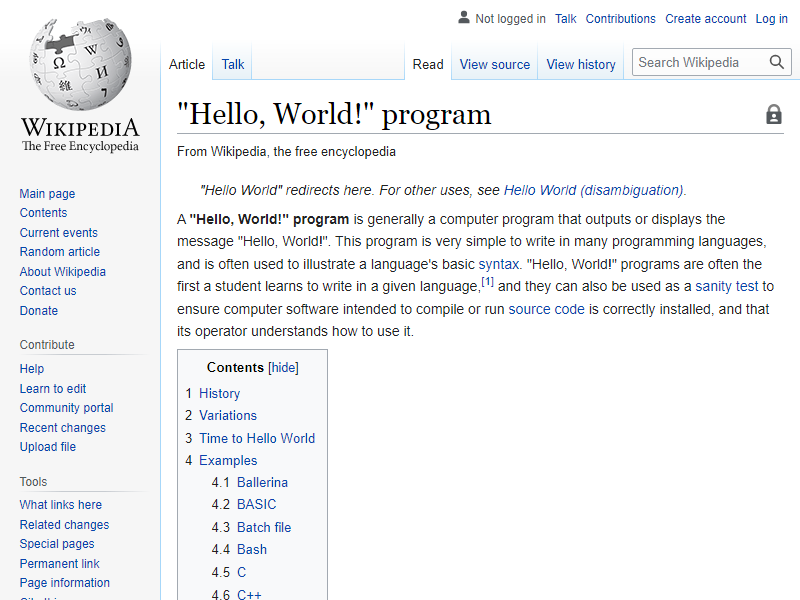 Not logged in Talk Contributions Create account Log in
Article Talk Read View source View history Search Wikipedia
WIKIPEDIA
The Free Encyclopedia
"Hello, World!" program
From Wikipedia, the free encyclopedia
"Hello World" redirects here. For other uses, see Hello World (disambiguation).
A "Hello, World!" program is generally a computer program that outputs or displays the
message "Hello, World!". This program is very simple to write in many programming languages,
and is often used to illustrate a language's basic syntax. "Hello, World!" programs are often the
first a student learns to write in a given language,[1] and they can also be used as a sanity test to
ensure computer software intended to compile or run source code is correctly installed, and that
its operator understands how to use it.
Contents [hide]
1 History
2 Variations
3 Time to Hello World
4 Examples
4.1 Ballerina
4.2 BASIC
4.3 Batch file
4.4 Bash
4.5 C
4.6 C++
Main page
Contents
Current events
Random article
About Wikipedia
Contact us
Donate
Contribute
Help
Learn to edit
Community portal
Recent changes
Upload file
Tools
What links here
Related changes
Special pages
Permanent link
Page information